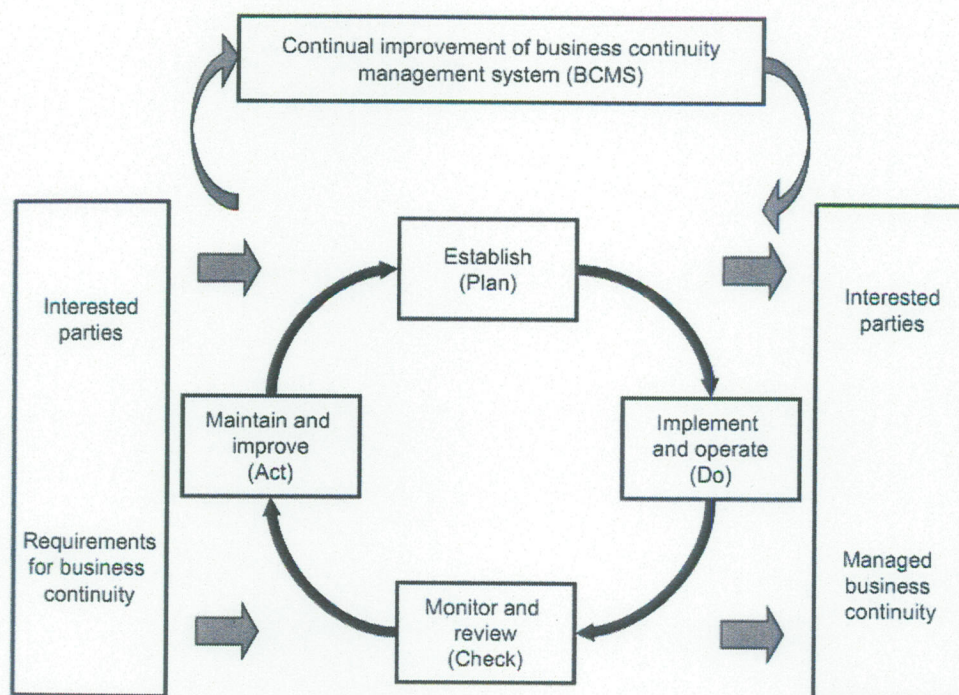 Continual improvement of business continuity
management system (BCMS)
Establish
(Plan)
Interested
parties
Interested
parties
Maintain and
improve
(Act)
Implement
and operate
(Do)
Requirements
for business
continuity
Managed
business
continuity
Monitor and
review
(Check)